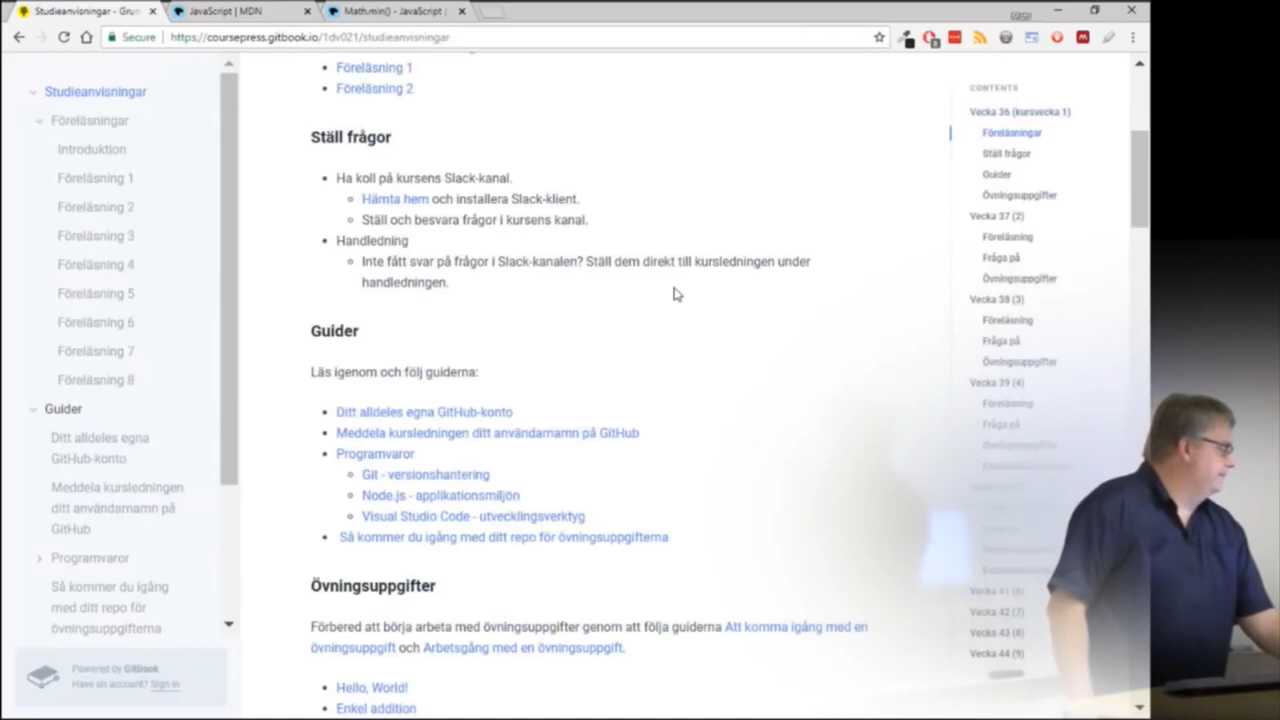 Studieanvisningar - Grun
JavaScript | MDN
Math.min() - JavaScript |
Secure
https://coursepress.gitbook.io/1dv021/studieanvisningar
Studieanvisningar
Föreläsningar
Introduktion
Föreläsning 1
Föreläsning 2
Föreläsning 3
Föreläsning 4
Föreläsning 5
Föreläsning 6
Föreläsning 7
Föreläsning 8
Guider
Ditt alldeles egna
GitHub-konto
Meddela kursledningen
ditt användarnamn på
GitHub
Programvaror
Så kommer du igång
med ditt repo för
övningsuppgifterna
Powered by GitBook
Have an account? Sign in
Föreläsning 1
Föreläsning 2
Ställ frågor
Ha koll på kursens Slack-kanal.
Hämta hem och installera Slack-klient.
Ställ och besvara frågor i kursens kanal.
Handledning
Inte fått svar på frågor i Slack-kanalen? Ställ dem direkt till kursledningen under
handledningen.
Guider
Läs igenom och följ guiderna:
Ditt alldeles egna GitHub-konto
Meddela kursledningen ditt användarnamn på GitHub
Programvaror
Git - versionshantering
Node.js - applikationsmiljön
Visual Studio Code - utvecklingsverktyg
Så kommer du igång med ditt repo för övningsuppgifterna
Övningsuppgifter
Förbered att börja arbeta med övningsuppgifter genom att följa guiderna Att komma igång med en
övningsuppgift och Arbetsgång med en övningsuppgift.
Hello, World!
Enkel addition
CONTENTS
Vecka 36 (kursvecka 1)
Föreläsningar
Ställ frågor
Guider
Övningsuppgifter
Vecka 37 (2)
Föreläsning
Fråga på
Övningsuppgifter
Vecka 38 (3)
Föreläsning
Fråga på
Övningsuppgifter
Vecka 39 (4)
Föreläsning
Fråga på
Övningsuppgifter
Vecka 41 (6)
Vecka 42 (7)
Vecka 43 (8)
Vecka 44 (9)